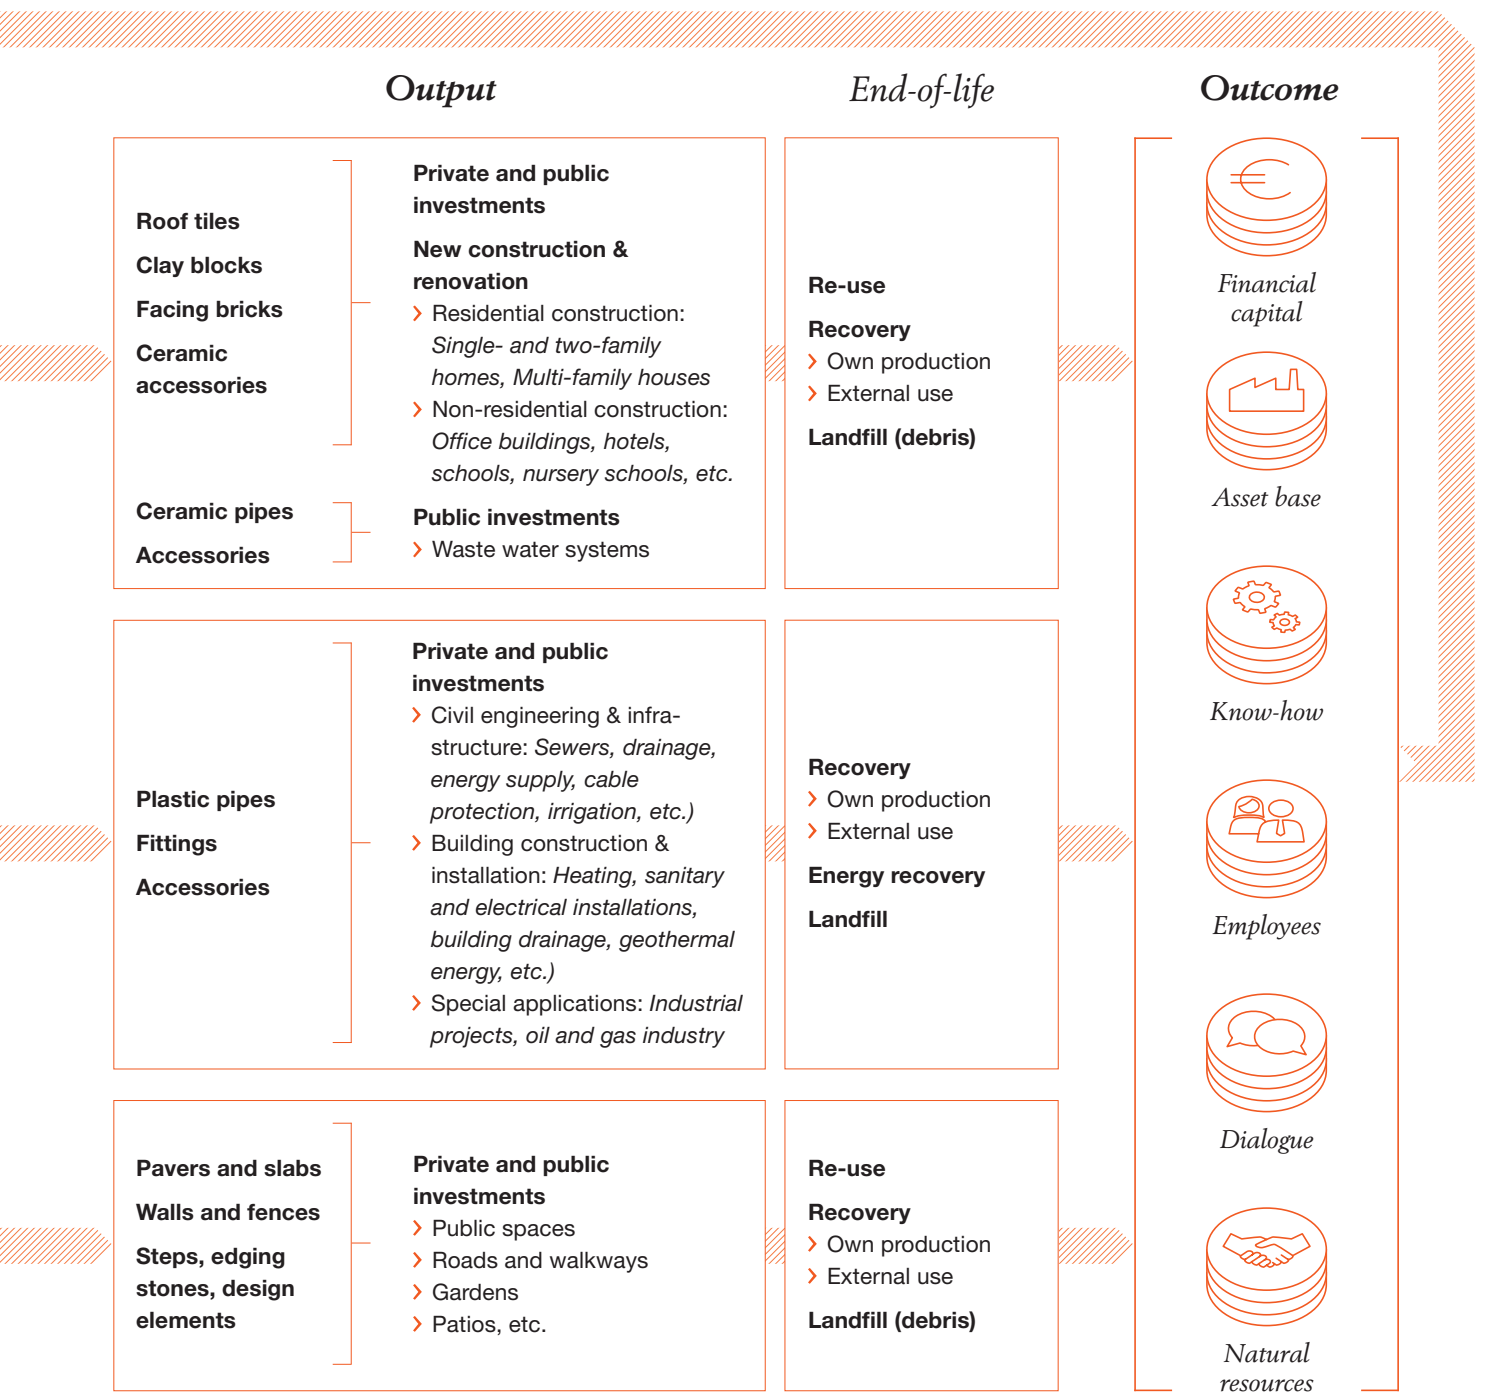 Output
End-of-life
Outcome
Roof tiles
Clay blocks
Facing bricks
Ceramic
accessories
Private and public
investments
New construction &
renovation
Residential construction:
Single- and two-family
homes, Multi-family houses
Non-residential construction:
Office buildings, hotels,
schools, nursery schools, etc.
Ceramic pipes
Accessories
Public investments
Waste water systems
Re-use
Recovery
Own production
External use
Landfill (debris)
Plastic pipes
Fittings
Accessories
Private and public
investments
Civil engineering & infra-
structure: Sewers, drainage,
energy supply, cable
protection, irrigation, etc.)
Building construction &
installation: Heating, sanitary
and electrical installations,
building drainage, geothermal
energy, etc.)
Special applications: Industrial
projects, oil and gas industry
Recovery
Own production
External use
Energy recovery
Landfill
Pavers and slabs
Walls and fences
Steps, edging
stones, design
elements
Private and public
investments
Public spaces
Roads and walkways
Gardens
Patios, etc.
Re-use
Recovery
Own production
External use
Landfill (debris)
Financial
capital
Asset base
Know-how
Employees
Dialogue
Natural
resources